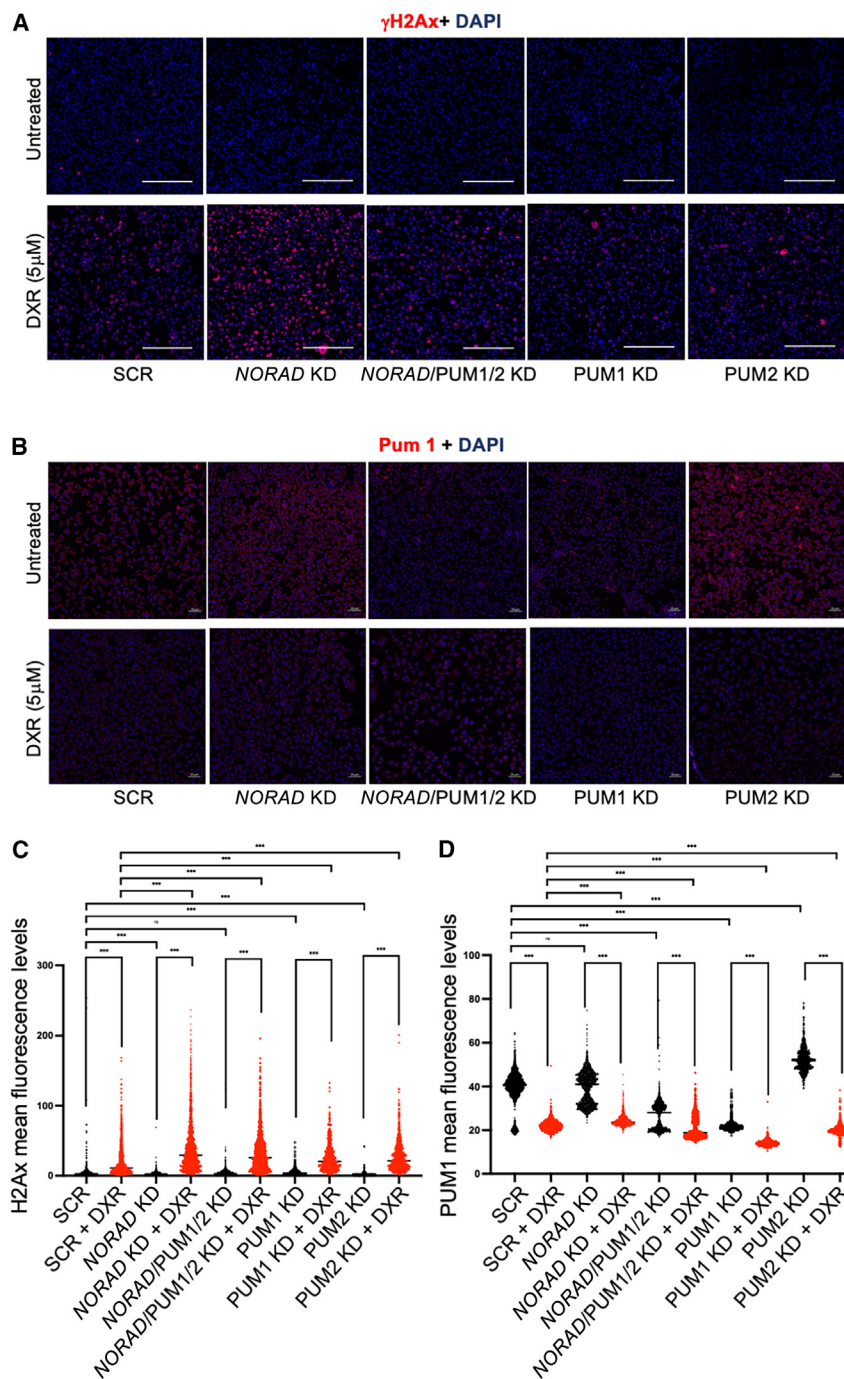 A
γH2Ax+ DAPI
Untreated
DXR (5μM)
SCR
NORAD KD
NORAD/PUM1/2 KD
PUM1 KD
PUM2 KD
B
Pum 1 + DAPI
Untreated
DXR (5μM)
SCR
NORAD KD
NORAD/PUM1/2 KD
PUM1 KD
PUM2 KD
C
***
***
***
***
***
***
ns
***
***
***
***
***
***
H2Ax mean fluorescence levels
300
200
100
0
SCR
SCR + DXR
NORAD KD
NORAD KD + DXR
NORAD/PUM1/2 KD
NORAD/PUM1/2 KD + DXR
PUM1 KD
PUM1 KD + DXR
PUM2 KD
PUM2 KD + DXR
D
***
***
***
***
***
***
***
ns
***
***
***
***
***
PUM1 mean fluorescence levels
100
80
60
40
20
0
SCR
SCR + DXR
NORAD KD
NORAD KD + DXR
NORAD/PUM1/2 KD
NORAD/PUM1/2 KD + DXR
PUM1 KD
PUM1 KD + DXR
PUM2 KD
PUM2 KD + DXR